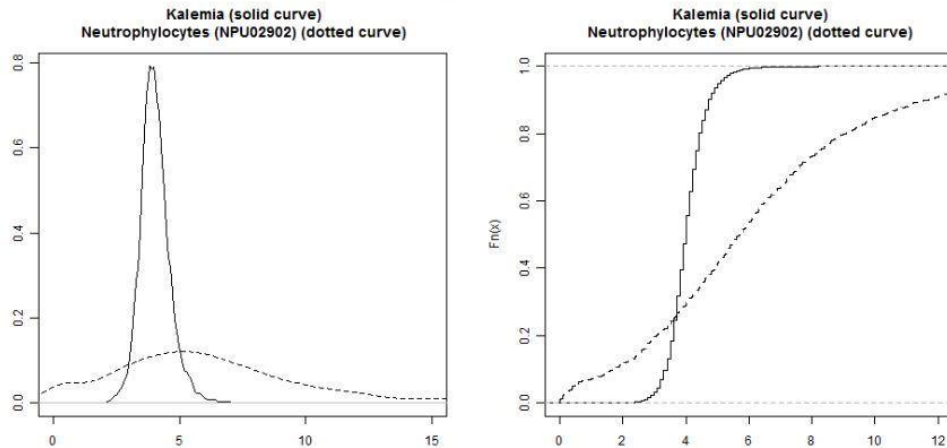 Kalemia (solid curve)
Neutrophylocytes (NPU02902) (dotted curve)
0.8
0.6
0.4
0.2
0.0
0 5 10 15
Kalemia (solid curve)
Neutrophylocytes (NPU02902) (dotted curve)
Fn(x)
1.0
0.8
0.6
0.4
0.2
0.0
0 2 4 6 8 10 12